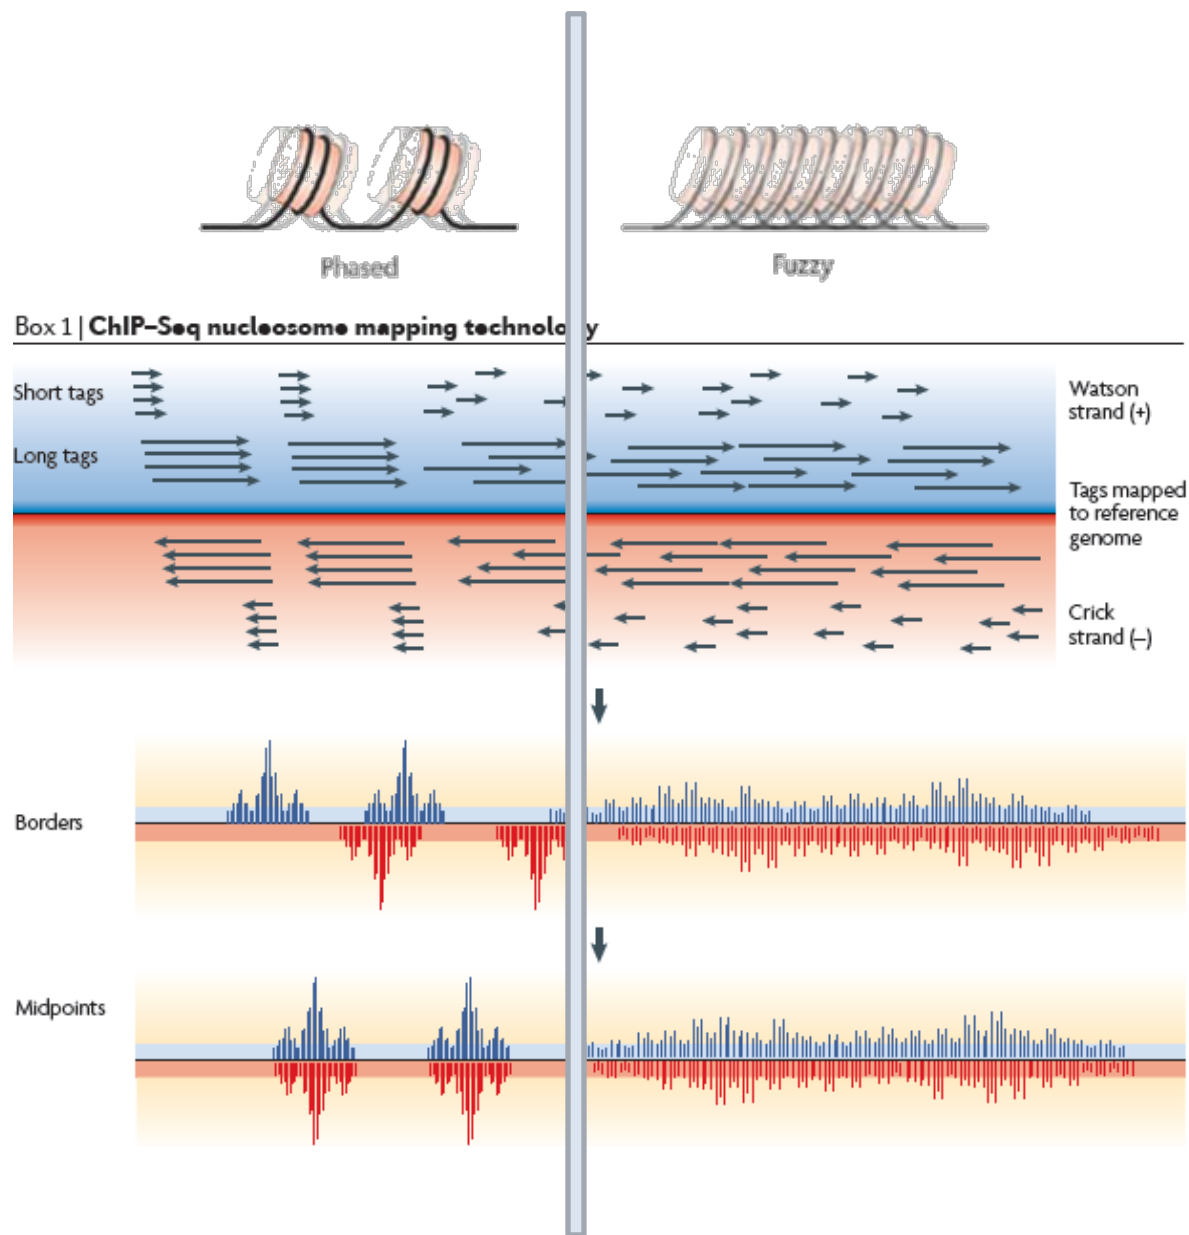 Phased
Fuzzy
Box 1 | ChIP–Seq nucleosome mapping technolo y
Short tags
Long tags
Watson
strand (+)
Tags mapped
to reference
genome
Crick
strand (–)
Borders
Midpoints